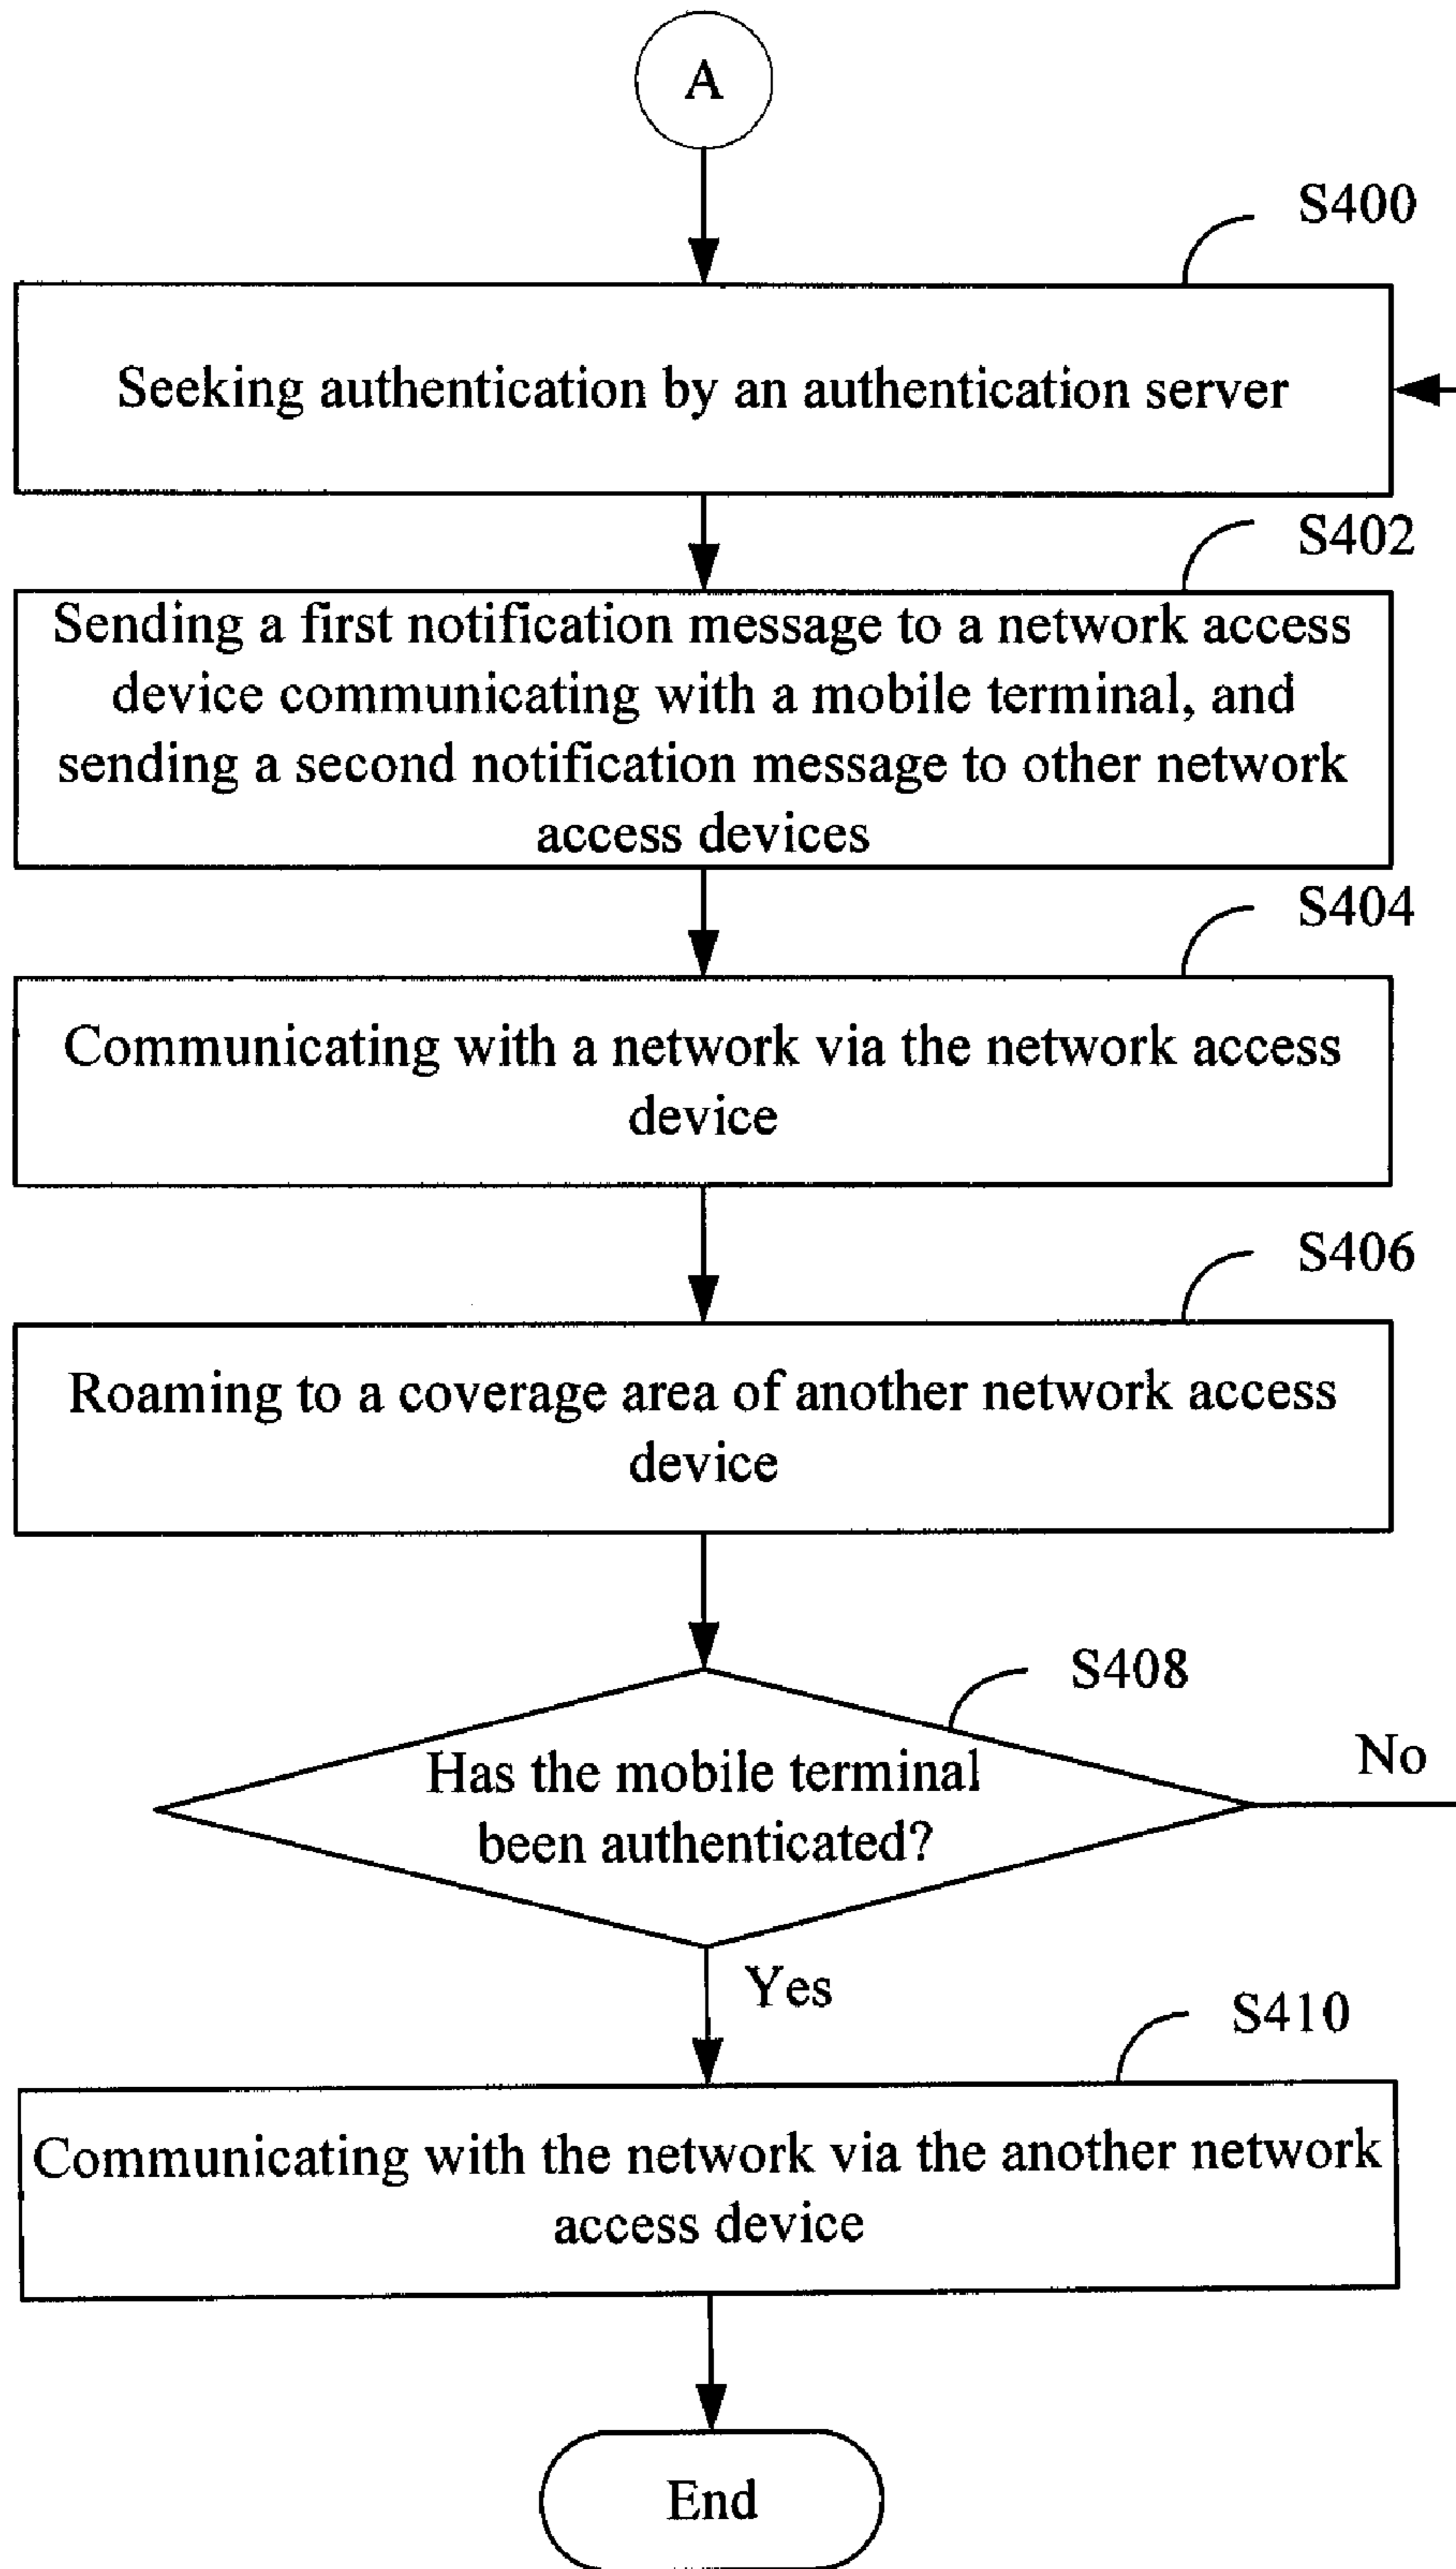 A
S400
Seeking authentication by an authentication server
S402
Sending a first notification message to a network access
device communicating with a mobile terminal, and
sending a second notification message to other network
access devices
S404
Communicating with a network via the network access
device
S406
Roaming to a coverage area of another network access
device
S408
Has the mobile terminal
been authenticated?
No
Yes
S410
Communicating with the network via the another network
access device
End